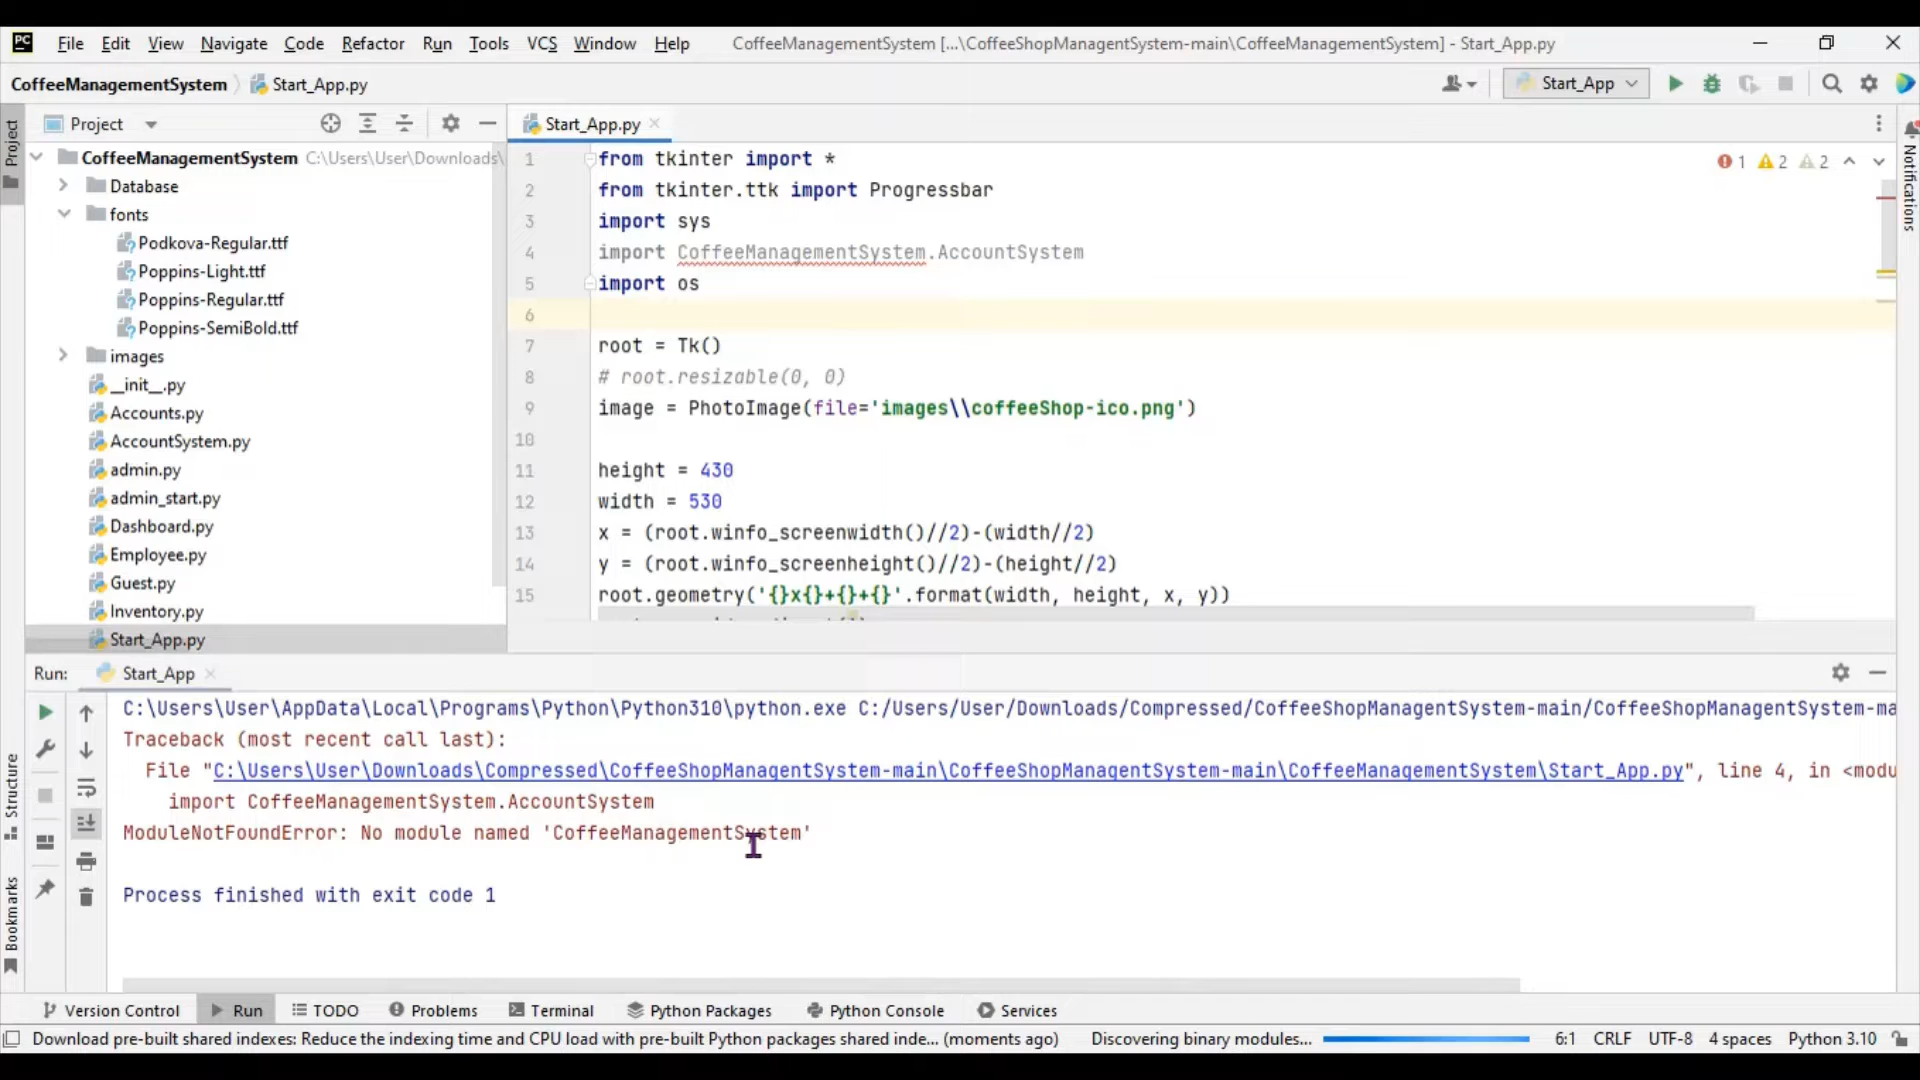 PC File Edit View Navigate Code Refactor Run Tools VCS Window Help CoffeeManagementSystem [...\CoffeeShopManagentSystem-main\CoffeeManagementSystem] - Start_App.py
CoffeeManagementSystem Start_App.py Start_App
Project
Project
CoffeeManagementSystem C:\Users\User\Downloads\
Database
fonts
Podkova-Regular.ttf
Poppins-Light.ttf
Poppins-Regular.ttf
Poppins-SemiBold.ttf
images
__init__.py
Accounts.py
AccountSystem.py
admin.py
admin_start.py
Dashboard.py
Employee.py
Guest.py
Inventory.py
Start_App.py
Start_App.py
1 2 2
1 from tkinter import *
2 from tkinter.ttk import Progressbar
3 import sys
4 import CoffeeManagementSystem.AccountSystem
5 import os
6
7 root = Tk()
8 # root.resizable(0, 0)
9 image = PhotoImage(file='images\\coffeeShop-ico.png')
10
11 height = 430
12 width = 530
13 x = (root.winfo_screenwidth()//2)-(width//2)
14 y = (root.winfo_screenheight()//2)-(height//2)
15 root.geometry('{}x{}+{}+{}'.format(width, height, x, y))
Notifications
Run: Start_App
C:\Users\User\AppData\Local\Programs\Python\Python310\python.exe C:/Users/User/Downloads/Compressed/CoffeeShopManagentSystem-main/CoffeeShopManagentSystem-ma
Traceback (most recent call last):
File "C:\Users\User\Downloads\Compressed\CoffeeShopManagentSystem-main\CoffeeShopManagentSystem-main\CoffeeManagementSystem\Start_App.py", line 4, in <modu
import CoffeeManagementSystem.AccountSystem
ModuleNotFoundError: No module named 'CoffeeManagementSystem'
Process finished with exit code 1
Structure
Bookmarks
Version Control Run TODO Problems Terminal Python Packages Python Console Services
Download pre-built shared indexes: Reduce the indexing time and CPU load with pre-built Python packages shared inde... (moments ago) Discovering binary modules... 6:1 CRLF UTF-8 4 spaces Python 3.10